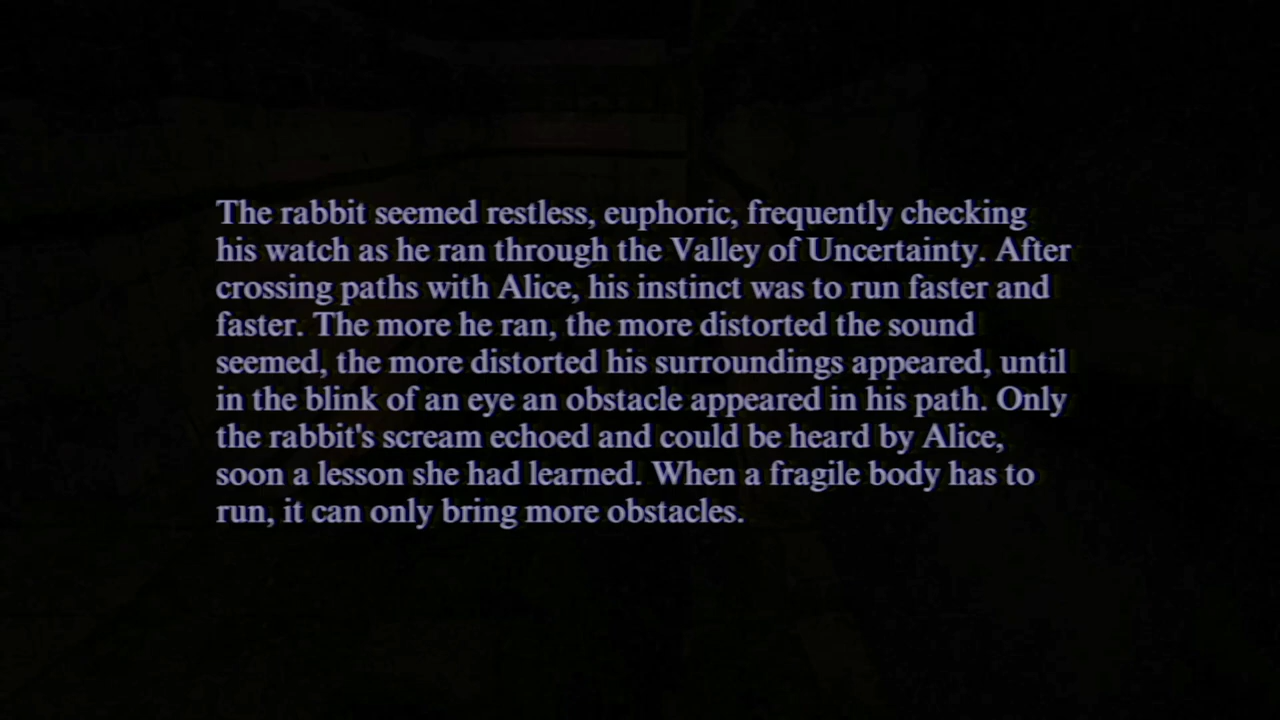 The rabbit seemed restless, euphoric, frequently checking
his watch as he ran through the Valley of Uncertainty. After
crossing paths with Alice, his instinct was to run faster and
faster. The more he ran, the more distorted the sound
seemed, the more distorted his surroundings appeared, until
in the blink of an eye an obstacle appeared in his path. Only
the rabbit's scream echoed and could be heard by Alice,
soon a lesson she had learned. When a fragile body has to
run, it can only bring more obstacles.